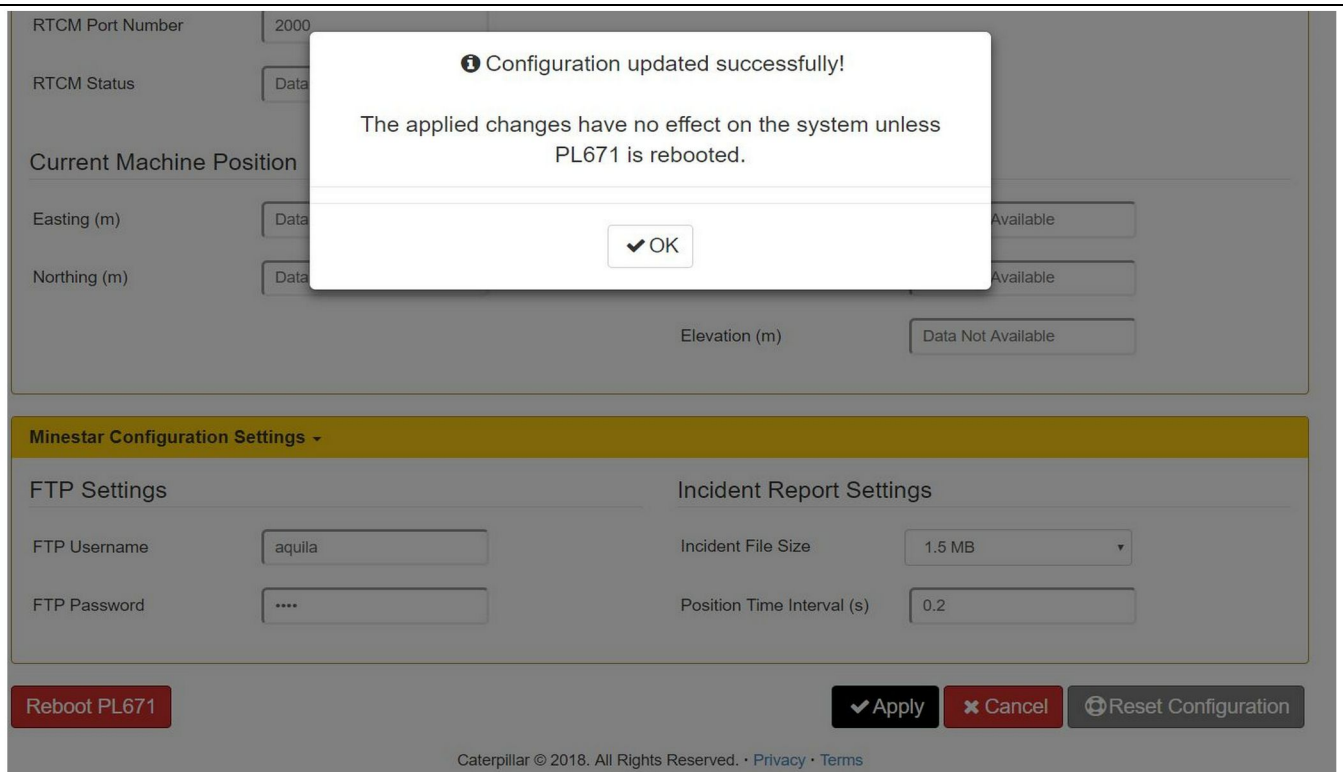 RTCM Port Number 2000
Configuration updated successfully!
RTCM Status Data
The applied changes have no effect on the system unless
PL671 is rebooted.
Current Machine Position
Easting (m) Data Available
OK
Northing (m) Data Available
Elevation (m) Data Not Available
Minestar Configuration Settings
FTP Settings Incident Report Settings
FTP Username aquila Incident File Size 1.5 MB
FTP Password •••• Position Time Interval (s) 0.2
Reboot PL671 Apply Cancel Reset Configuration
Caterpillar © 2018. All Rights Reserved. · Privacy · Terms